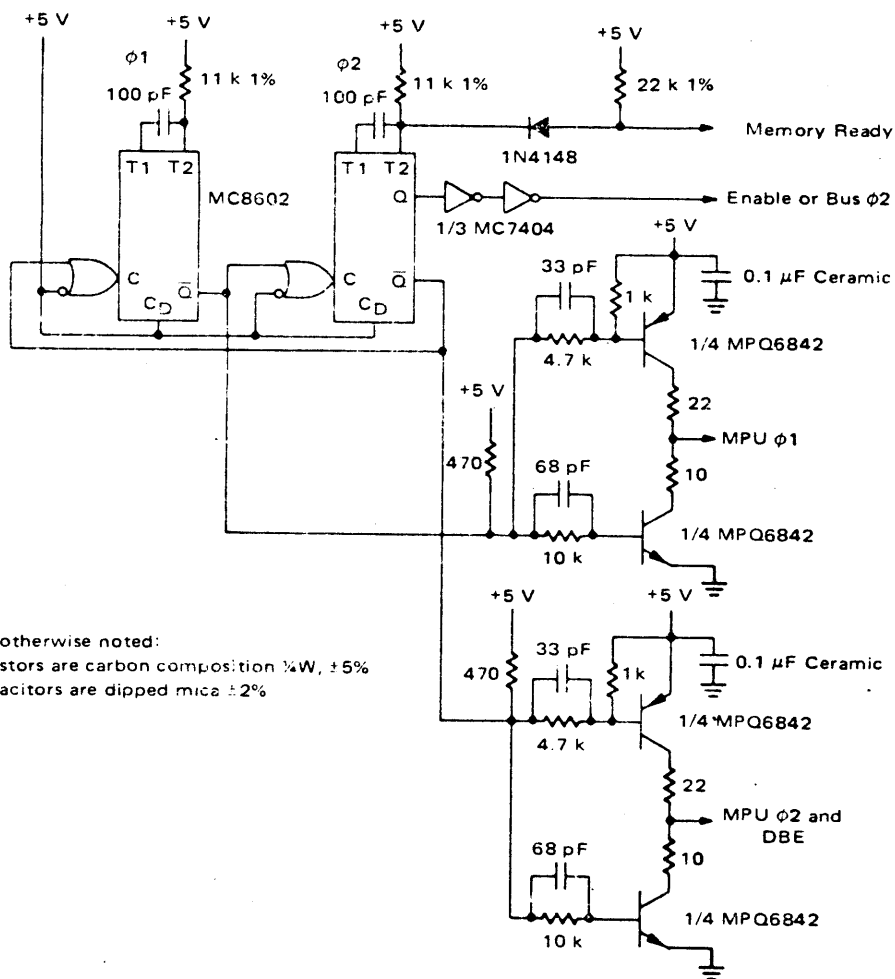 +5 V
+5 V
+5 V
+5 V
ϕ1
11 k 1%
ϕ2
11 k 1%
22 k 1%
100 pF
100 pF
Memory Ready
1N4148
T1 T2
T1 T2
MC8602
Q
Enable or Bus ϕ2
1/3 MC7404
+5 V
C
Q̅
C
Q̅
CD
CD
33 pF
1 k
0.1 μF Ceramic
4.7 k
1/4 MPQ6842
+5 V
22
MPU ϕ1
470
68 pF
10
10 k
1/4 MPQ6842
+5 V
+5 V
otherwise noted:
stors are carbon composition ¼W, ±5%
acitors are dipped mica ±2%
470
33 pF
1k
0.1 μF Ceramic
4.7 k
1/4 MPQ6842
22
MPU ϕ2 and
DBE
68 pF
10
10 k
1/4 MPQ6842